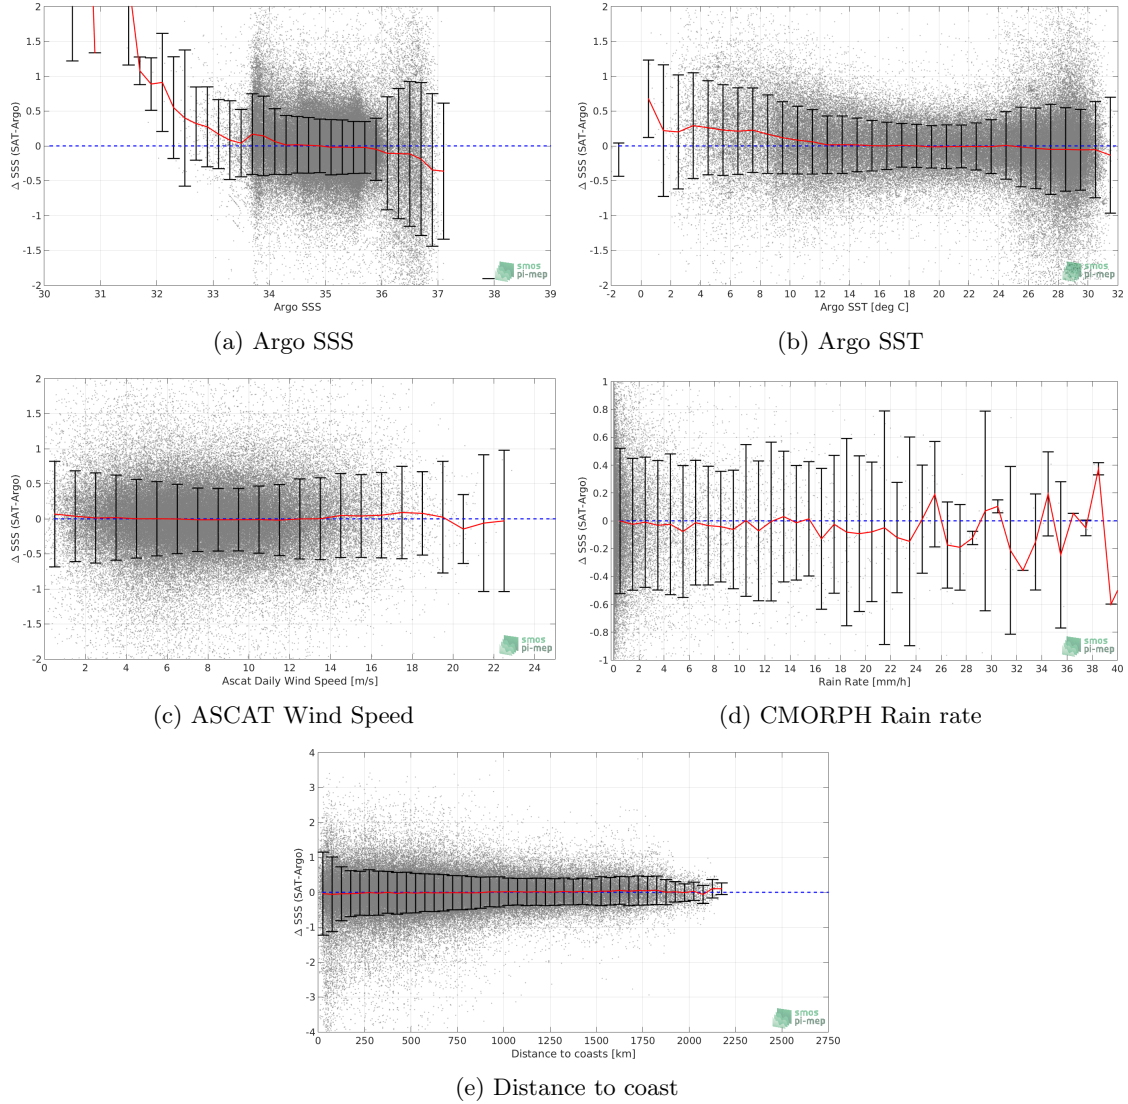 2
1.5
1
0.5
0
-0.5
-1
-1.5
-2
Δ SSS (SAT-Argo)
30 31 32 33 34 35 36 37 38 39
Argo SSS
smos
pi-mep
(a) Argo SSS
2
1.5
1
0.5
0
-0.5
-1
-1.5
-2
Δ SSS (SAT-Argo)
-2 0 2 4 6 8 10 12 14 16 18 20 22 24 26 28 30 32
Argo SST [deg C]
smos
pi-mep
(b) Argo SST
2
1.5
1
0.5
0
-0.5
-1
-1.5
-2
Δ SSS (SAT-Argo)
0 2 4 6 8 10 12 14 16 18 20 22 24
Ascat Daily Wind Speed [m/s]
smos
pi-mep
(c) ASCAT Wind Speed
1
0.8
0.6
0.4
0.2
0
-0.2
-0.4
-0.6
-0.8
-1
Δ SSS (SAT-Argo)
0 2 4 6 8 10 12 14 16 18 20 22 24 26 28 30 32 34 36 38 40
Rain Rate [mm/h]
smos
pi-mep
(d) CMORPH Rain rate
4
3
2
1
0
-1
-2
-3
-4
Δ SSS (SAT-Argo)
0 250 500 750 1000 1250 1500 1750 2000 2250 2500 2750
Distance to coasts [km]
smos
pi-mep
(e) Distance to coast